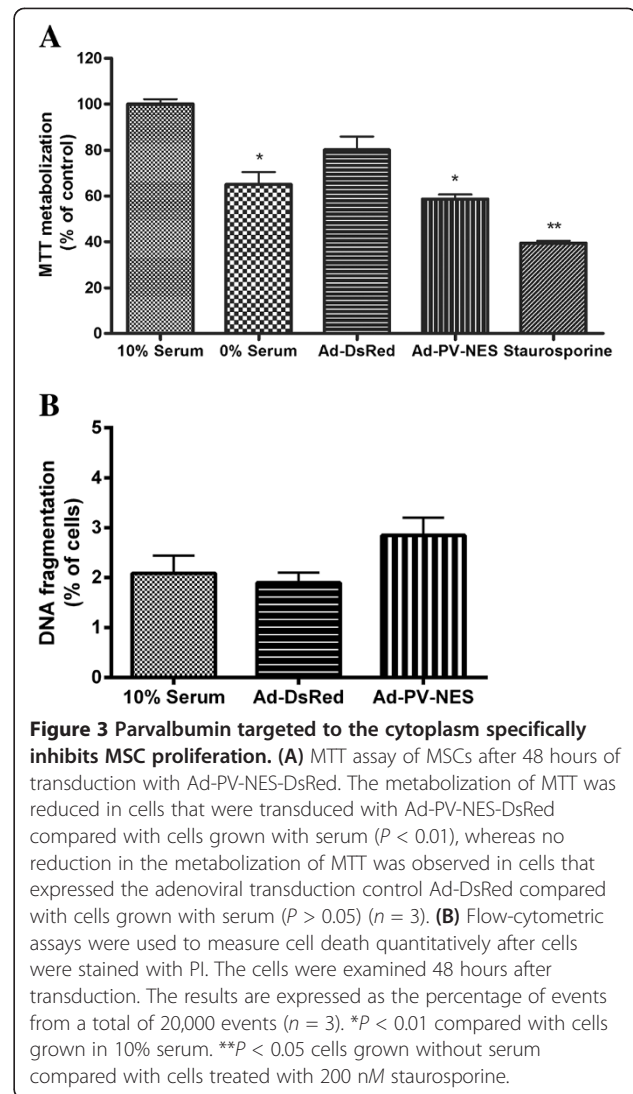 A
MTT metabolization
(% of control)
120
100
80
60
40
20
0
*
*
**
10% Serum 0% Serum Ad-DsRed Ad-PV-NES Staurosporine
B
DNA fragmentation
(% of cells)
5
4
3
2
1
0
10% Serum Ad-DsRed Ad-PV-NES
Figure 3 Parvalbumin targeted to the cytoplasm specifically
inhibits MSC proliferation. (A) MTT assay of MSCs after 48 hours of
transduction with Ad-PV-NES-DsRed. The metabolization of MTT was
reduced in cells that were transduced with Ad-PV-NES-DsRed
compared with cells grown with serum (P < 0.01), whereas no
reduction in the metabolization of MTT was observed in cells that
expressed the adenoviral transduction control Ad-DsRed compared
with cells grown with serum (P > 0.05) (n = 3). (B) Flow-cytometric
assays were used to measure cell death quantitatively after cells
were stained with PI. The cells were examined 48 hours after
transduction. The results are expressed as the percentage of events
from a total of 20,000 events (n = 3). *P < 0.01 compared with cells
grown in 10% serum. **P < 0.05 cells grown without serum
compared with cells treated with 200 nM staurosporine.